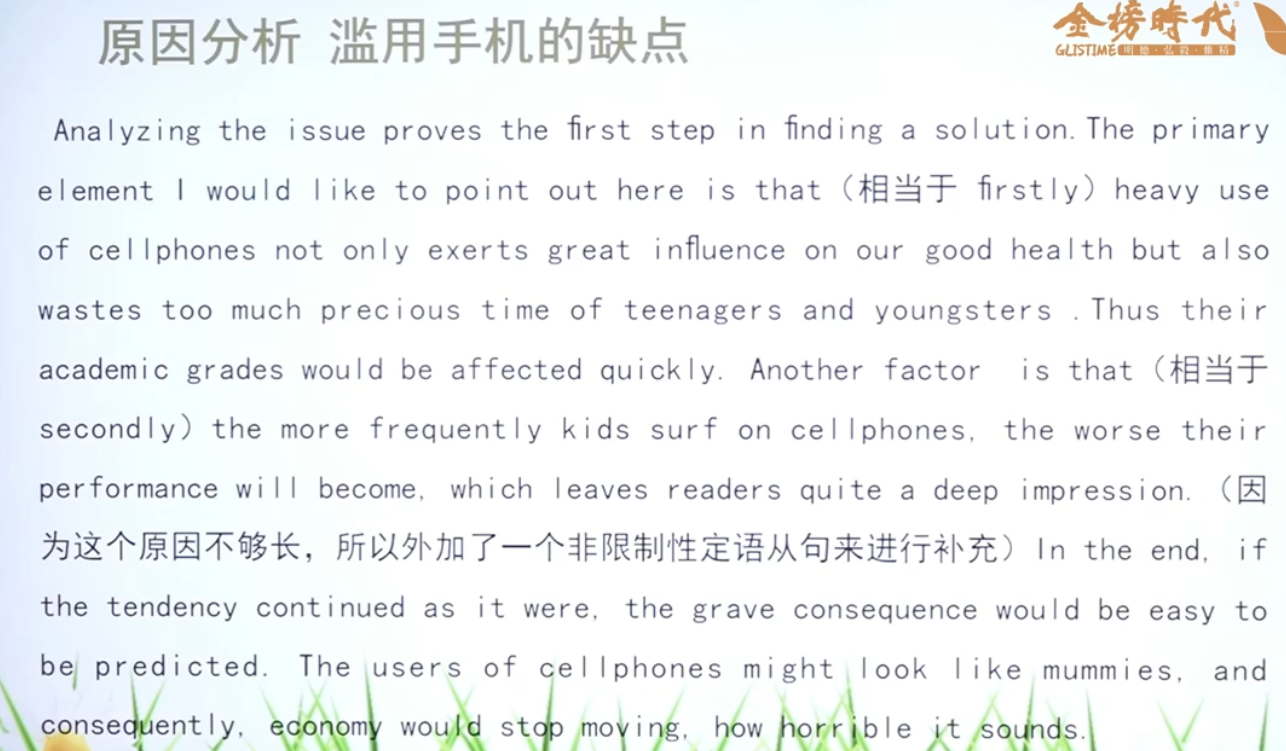 原因分析 滥用手机的缺点
金榜時代
GLISTIME 明德·弘毅·雅精
Analyzing the issue proves the first step in finding a solution. The primary
element I would like to point out here is that（相当于 firstly）heavy use
of cellphones not only exerts great influence on our good health but also
wastes too much precious time of teenagers and youngsters .Thus their
academic grades would be affected quickly. Another factor is that（相当于
secondly）the more frequently kids surf on cellphones, the worse their
performance will become, which leaves readers quite a deep impression.（因
为这个原因不够长，所以外加了一个非限制性定语从句来进行补充）In the end, if
the tendency continued as it were, the grave consequence would be easy to
be predicted. The users of cellphones might look like mummies, and
consequently, economy would stop moving, how horrible it sounds.